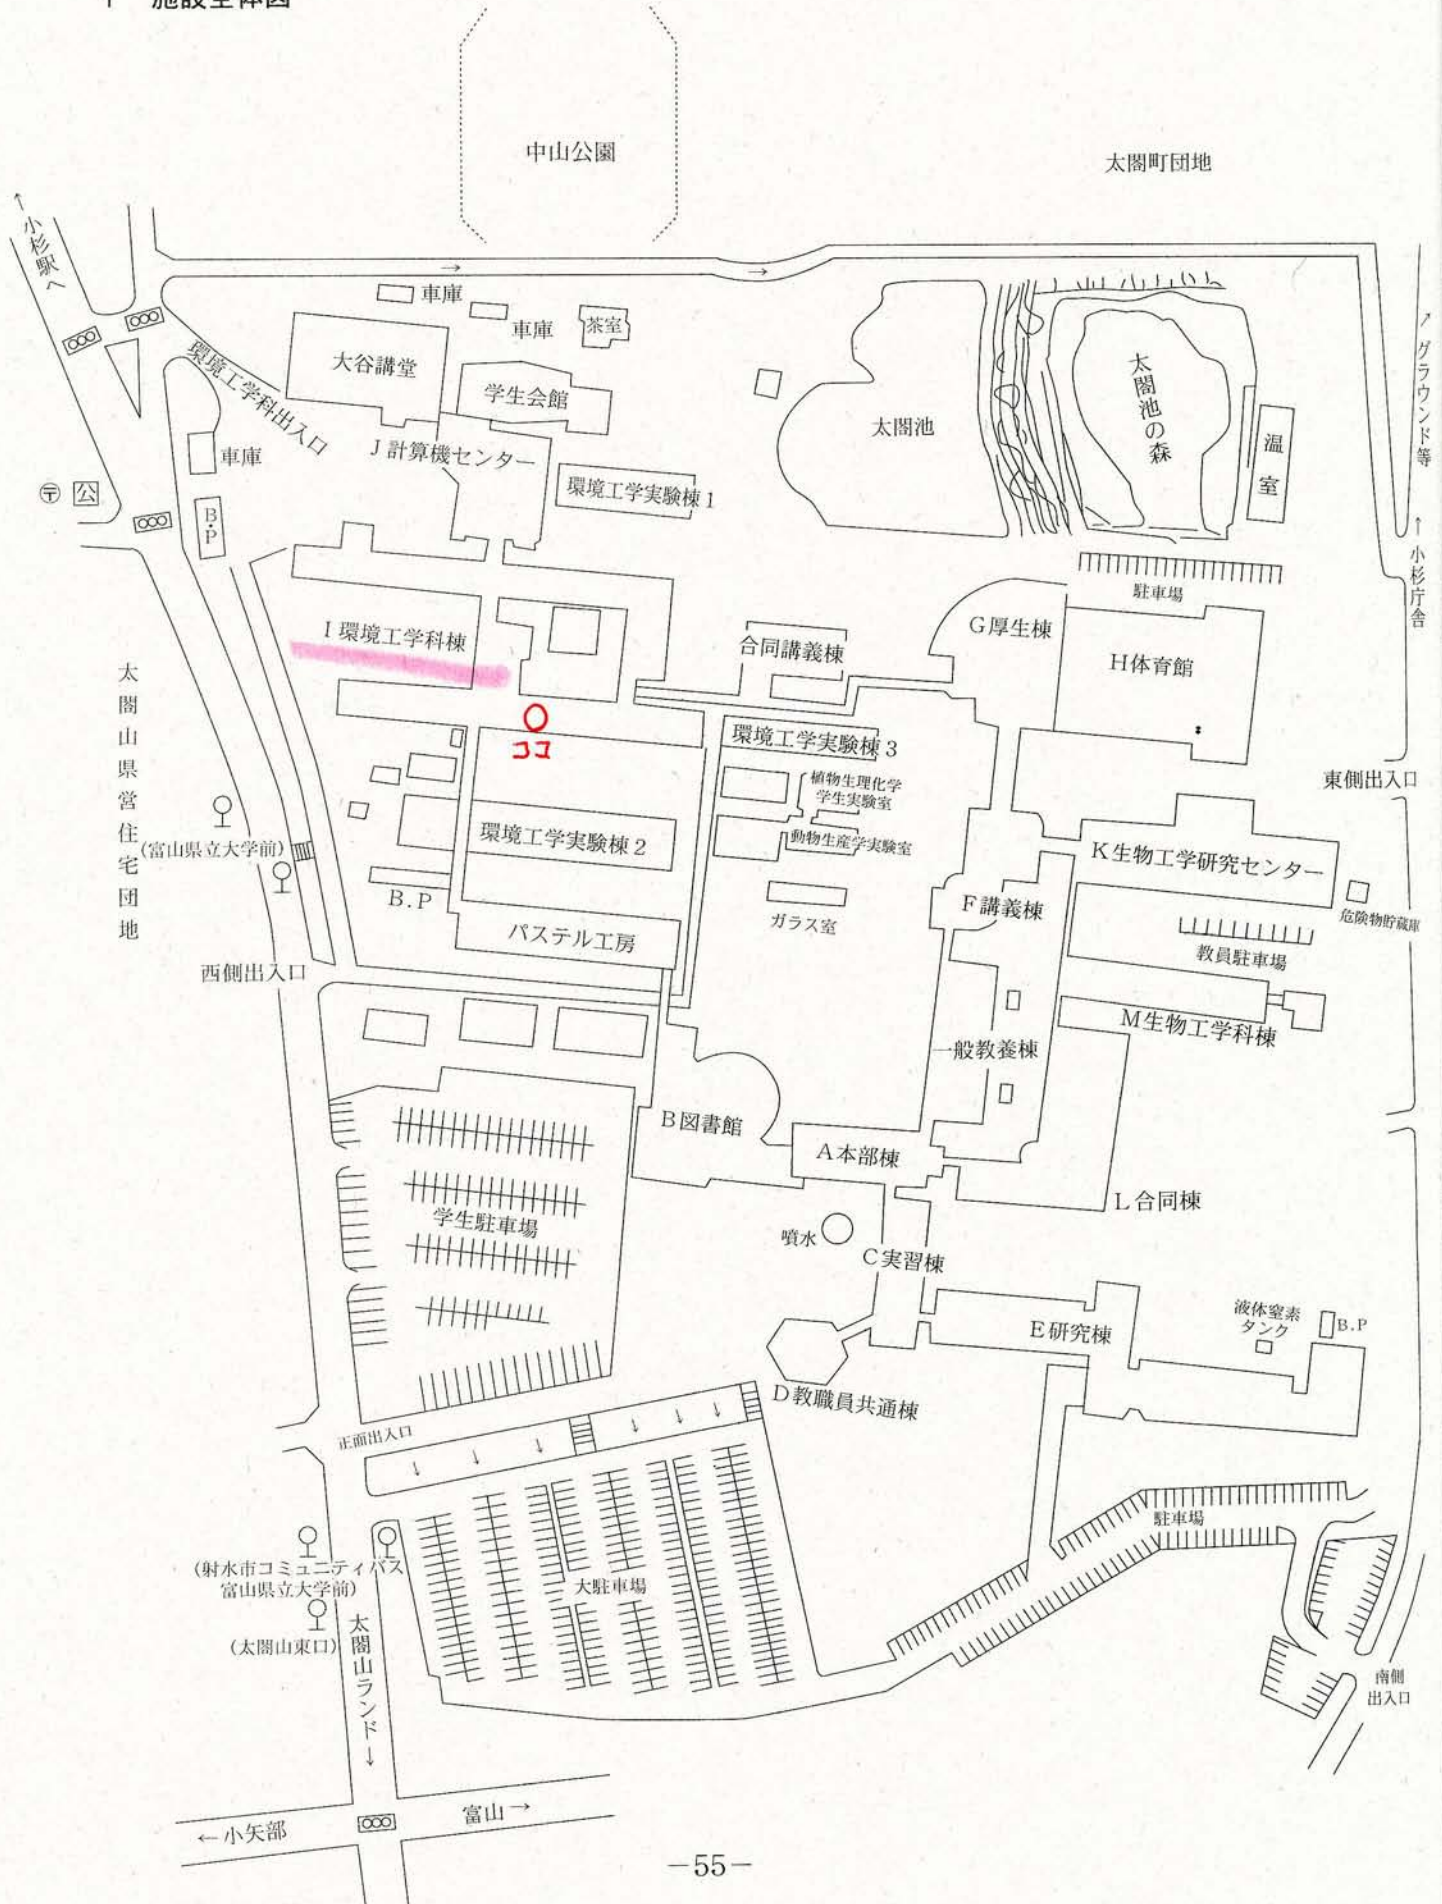 施設全体図
中山公園
太閤町団地
↑小杉駅へ
車庫
車庫
茶室
大谷講堂
学生会館
環境工学科出入口
太閤池
太閤池の森
温室
↗グラウンド等
車庫
J計算機センター
環境工学実験棟1
〒 公
B.P
↑小杉庁舎
駐車場
I環境工学科棟
合同講義棟
G厚生棟
H体育館
太閤山県営住宅団地
ココ
環境工学実験棟3
植物生理化学
学生実験室
動物生産学実験室
東側出入口
(富山県立大学前)
環境工学実験棟2
K生物工学研究センター
B.P
ガラス室
F講義棟
危険物貯蔵庫
パステル工房
教員駐車場
西側出入口
M生物工学科棟
一般教養棟
B図書館
A本部棟
L合同棟
学生駐車場
噴水
C実習棟
E研究棟
液体窒素
タンク
B.P
D教職員共通棟
正面出入口
駐車場
(射水市コミュニティバス
富山県立大学前)
大駐車場
(太閤山東口)
太閤山ランド↓
南側
出入口
←小矢部
富山→
−55−